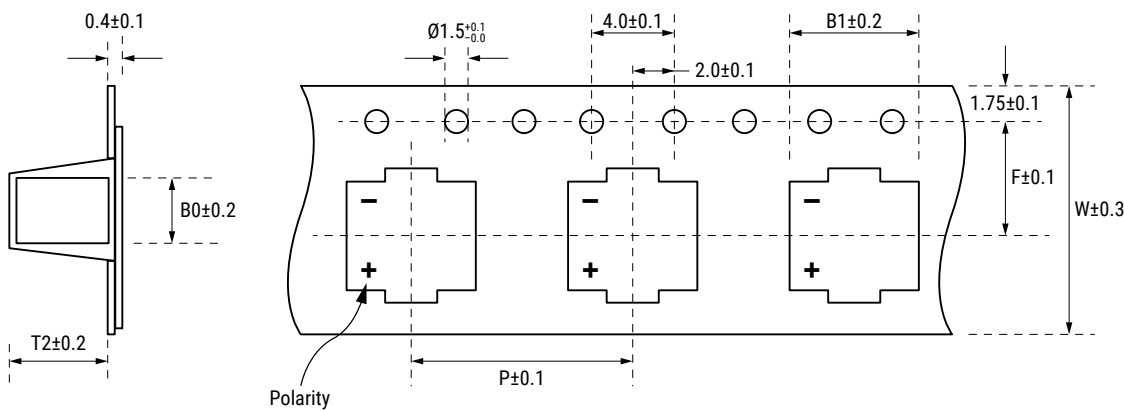 0.4±0.1
Ø1.5+0.1−0.0
4.0±0.1
B1±0.2
2.0±0.1
1.75±0.1
B0±0.2
F±0.1
W±0.3
− − −
+ + +
T2±0.2
P±0.1
Polarity